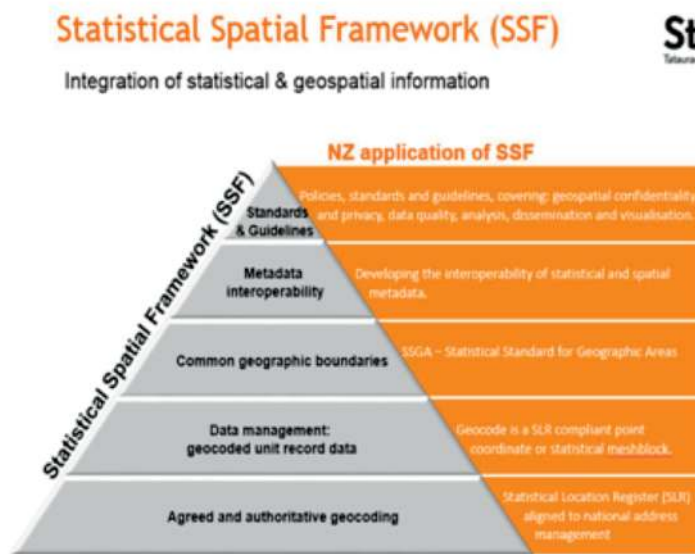 Statistical Spatial Framework (SSF)
St
Tataura
Integration of statistical & geospatial information
NZ application of SSF
Statistical Spatial Framework (SSF)
Standards
& Guidelines
Policies, standards and guidelines, covering: geospatial confidentiality
and privacy, data quality, analysis, dissemination and visualisation.
Metadata
interoperability
Developing the interoperability of statistical and spatial
metadata.
Common geographic boundaries
SSGA – Statistical Standard for Geographic Areas
Data management:
geocoded unit record data
Geocode is a SLR compliant point
coordinate or statistical meshblock.
Agreed and authoritative geocoding
Statistical Location Register (SLR)
aligned to national address
management